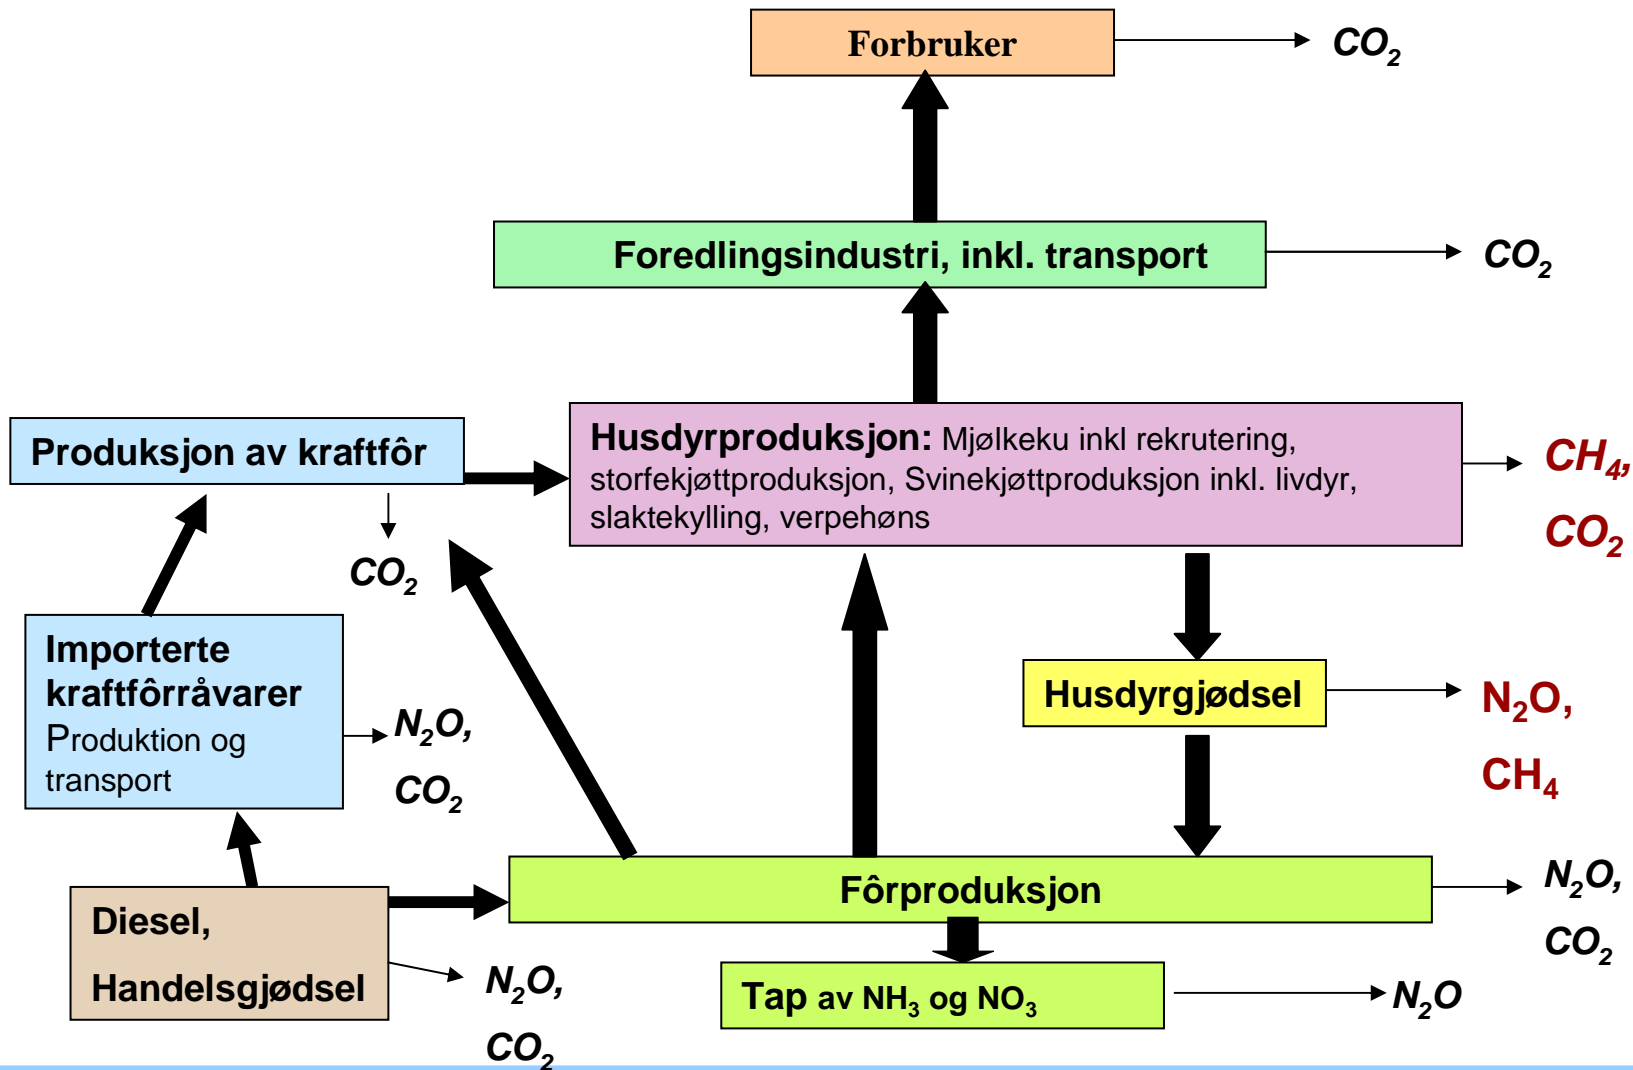 Forbruker
CO₂
Foredlingsindustri, inkl. transport
CO₂
Produksjon av kraftfôr
CO₂
Husdyrproduksjon: Mjølkeku inkl rekrutering,
storfekjøttproduksjon, Svinekjøttproduksjon inkl. livdyr,
slaktekylling, verpehøns
CH₄,
CO₂
Importerte
kraftfôrråvarer
Produktion og
transport
N₂O,
CO₂
Husdyrgjødsel
N₂O,
CH₄
Diesel,
Handelsgjødsel
N₂O,
CO₂
Fôrproduksjon
N₂O,
CO₂
Tap av NH₃ og NO₃
N₂O